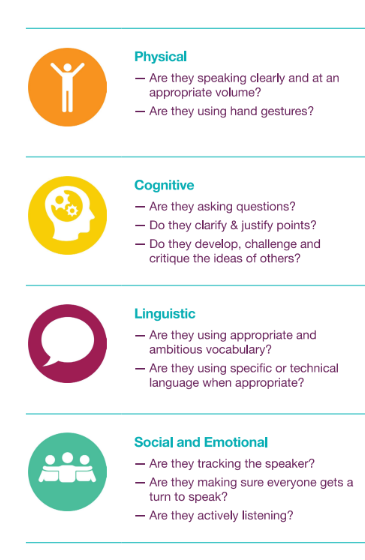 Physical
— Are they speaking clearly and at an
appropriate volume?
— Are they using hand gestures?
Cognitive
— Are they asking questions?
— Do they clarify & justify points?
— Do they develop, challenge and
critique the ideas of others?
Linguistic
— Are they using appropriate and
ambitious vocabulary?
— Are they using specific or technical
language when appropriate?
Social and Emotional
— Are they tracking the speaker?
— Are they making sure everyone gets a
turn to speak?
— Are they actively listening?